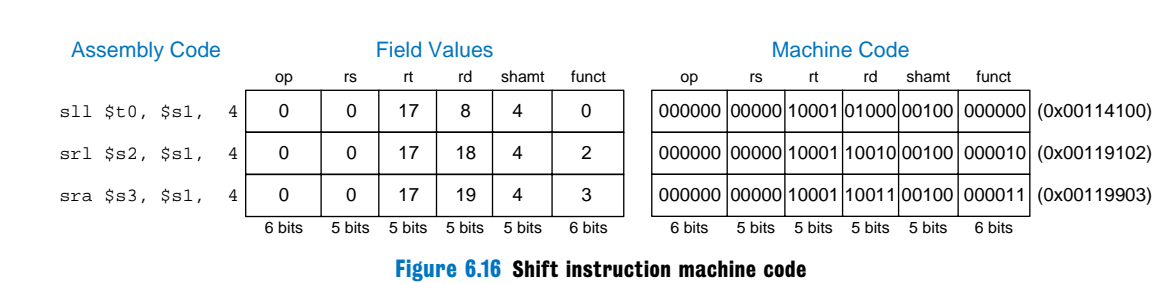 Assembly Code Field Values Machine Code
op rs rt rd shamt funct op rs rt rd shamt funct
sll $t0, $s1, 4 0 0 17 8 4 0 000000 00000 10001 01000 00100 000000 (0x00114100)
srl $s2, $s1, 4 0 0 17 18 4 2 000000 00000 10001 10010 00100 000010 (0x00119102)
sra $s3, $s1, 4 0 0 17 19 4 3 000000 00000 10001 10011 00100 000011 (0x00119903)
6 bits 5 bits 5 bits 5 bits 5 bits 6 bits 6 bits 5 bits 5 bits 5 bits 5 bits 6 bits
Figure 6.16 Shift instruction machine code